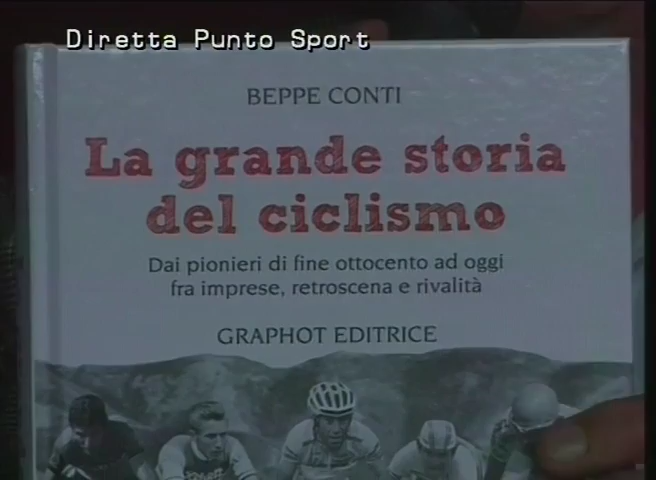 Diretta Punto Sport
BEPPE CONTI
La grande storia
del ciclismo
Dai pionieri di fine ottocento ad oggi
fra imprese, retroscena e rivalità
GRAPHOT EDITRICE